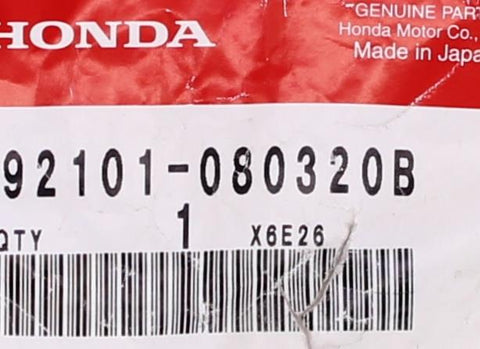 HONDA
"GENUINE PAR
Honda Motor Co.,
Made in Japa
92101-080320B
QTY 1 X6E26